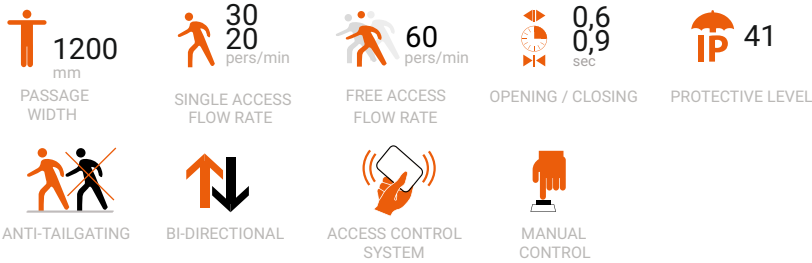 1200
mm
PASSAGE
WIDTH
30
20
pers/min
SINGLE ACCESS
FLOW RATE
60
pers/min
FREE ACCESS
FLOW RATE
0,6
0,9
sec
OPENING / CLOSING
IP 41
PROTECTIVE LEVEL
ANTI-TAILGATING
BI-DIRECTIONAL
ACCESS CONTROL
SYSTEM
MANUAL
CONTROL